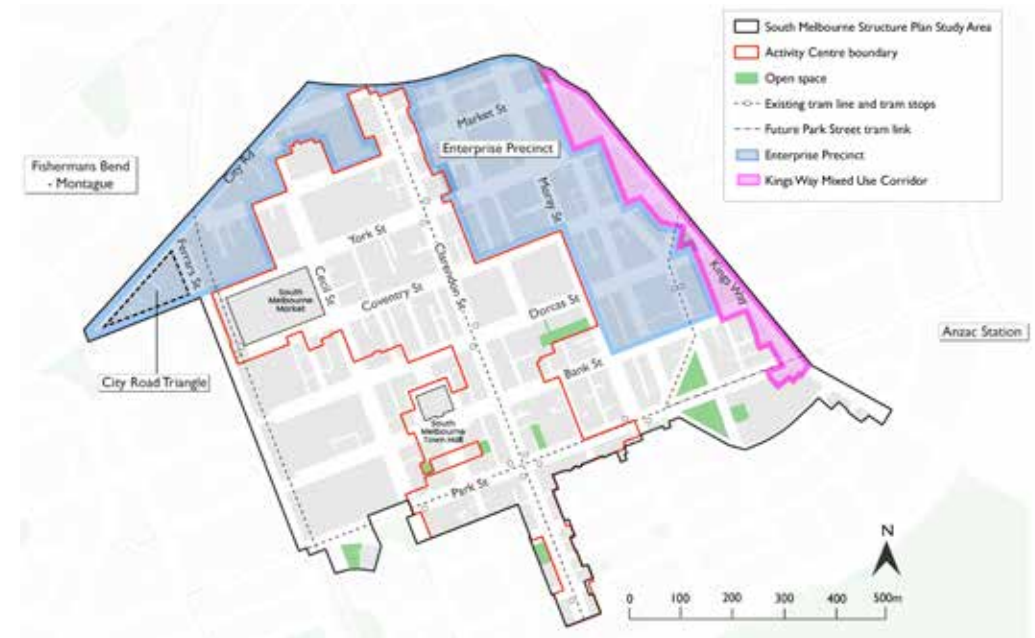 South Melbourne Structure Plan Study Area
Activity Centre boundary
Open space
Existing tram line and tram stops
Future Park Street tram link
Enterprise Precinct
Kings Way Mixed Use Corridor
Market St
Enterprise Precinct
City Rd
Fishermans Bend
- Montague
Moray St
York St
Ferrars St
Clarendon St
Cecil St
Kings Way
South
Melbourne
Market
Coventry St
Dorcas St
Anzac Station
City Road Triangle
Bank St
South
Melbourne
Town Hall
Park St
N
0 100 200 300 400 500m